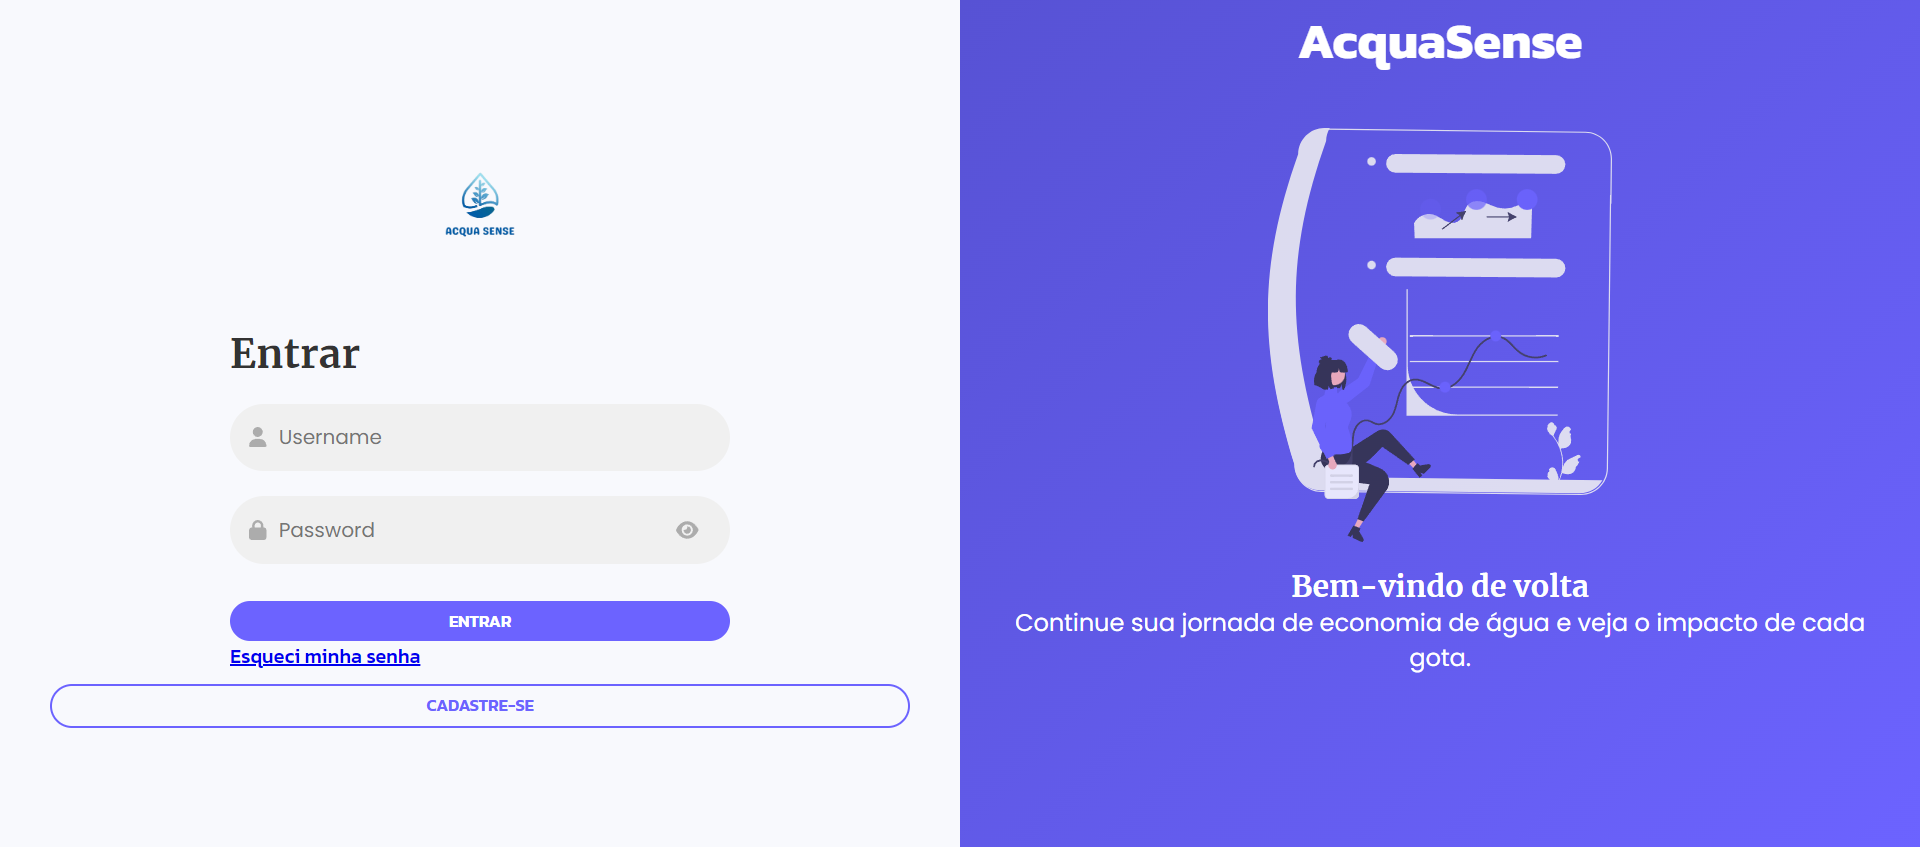 ACQUA SENSE
Entrar
Username
Password
ENTRAR
Esqueci minha senha
CADASTRE-SE
AcquaSense
Bem-vindo de volta
Continue sua jornada de economia de água e veja o impacto de cada
gota.